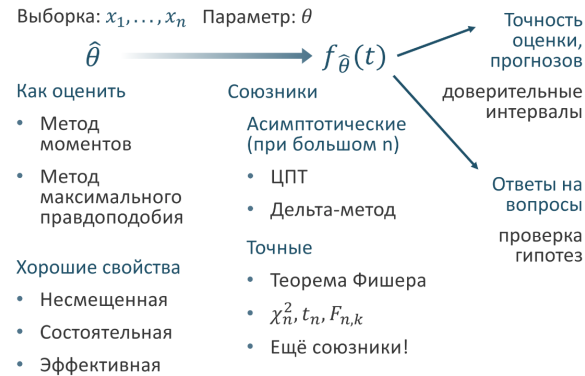 Выборка: x₁, . . . , xₙ Параметр: θ
θ̂
f_θ̂(t)
Точность
оценки,
прогнозов
доверительные
интервалы
Ответы на
вопросы
проверка
гипотез
Как оценить
• Метод
моментов
• Метод
максимального
правдоподобия
Хорошие свойства
• Несмещенная
• Состоятельная
• Эффективная
Союзники
Асимптотические
(при большом n)
• ЦПТ
• Дельта-метод
Точные
• Теорема Фишера
• χ²ₙ, tₙ, Fₙ,ₖ
• Ещё союзники!